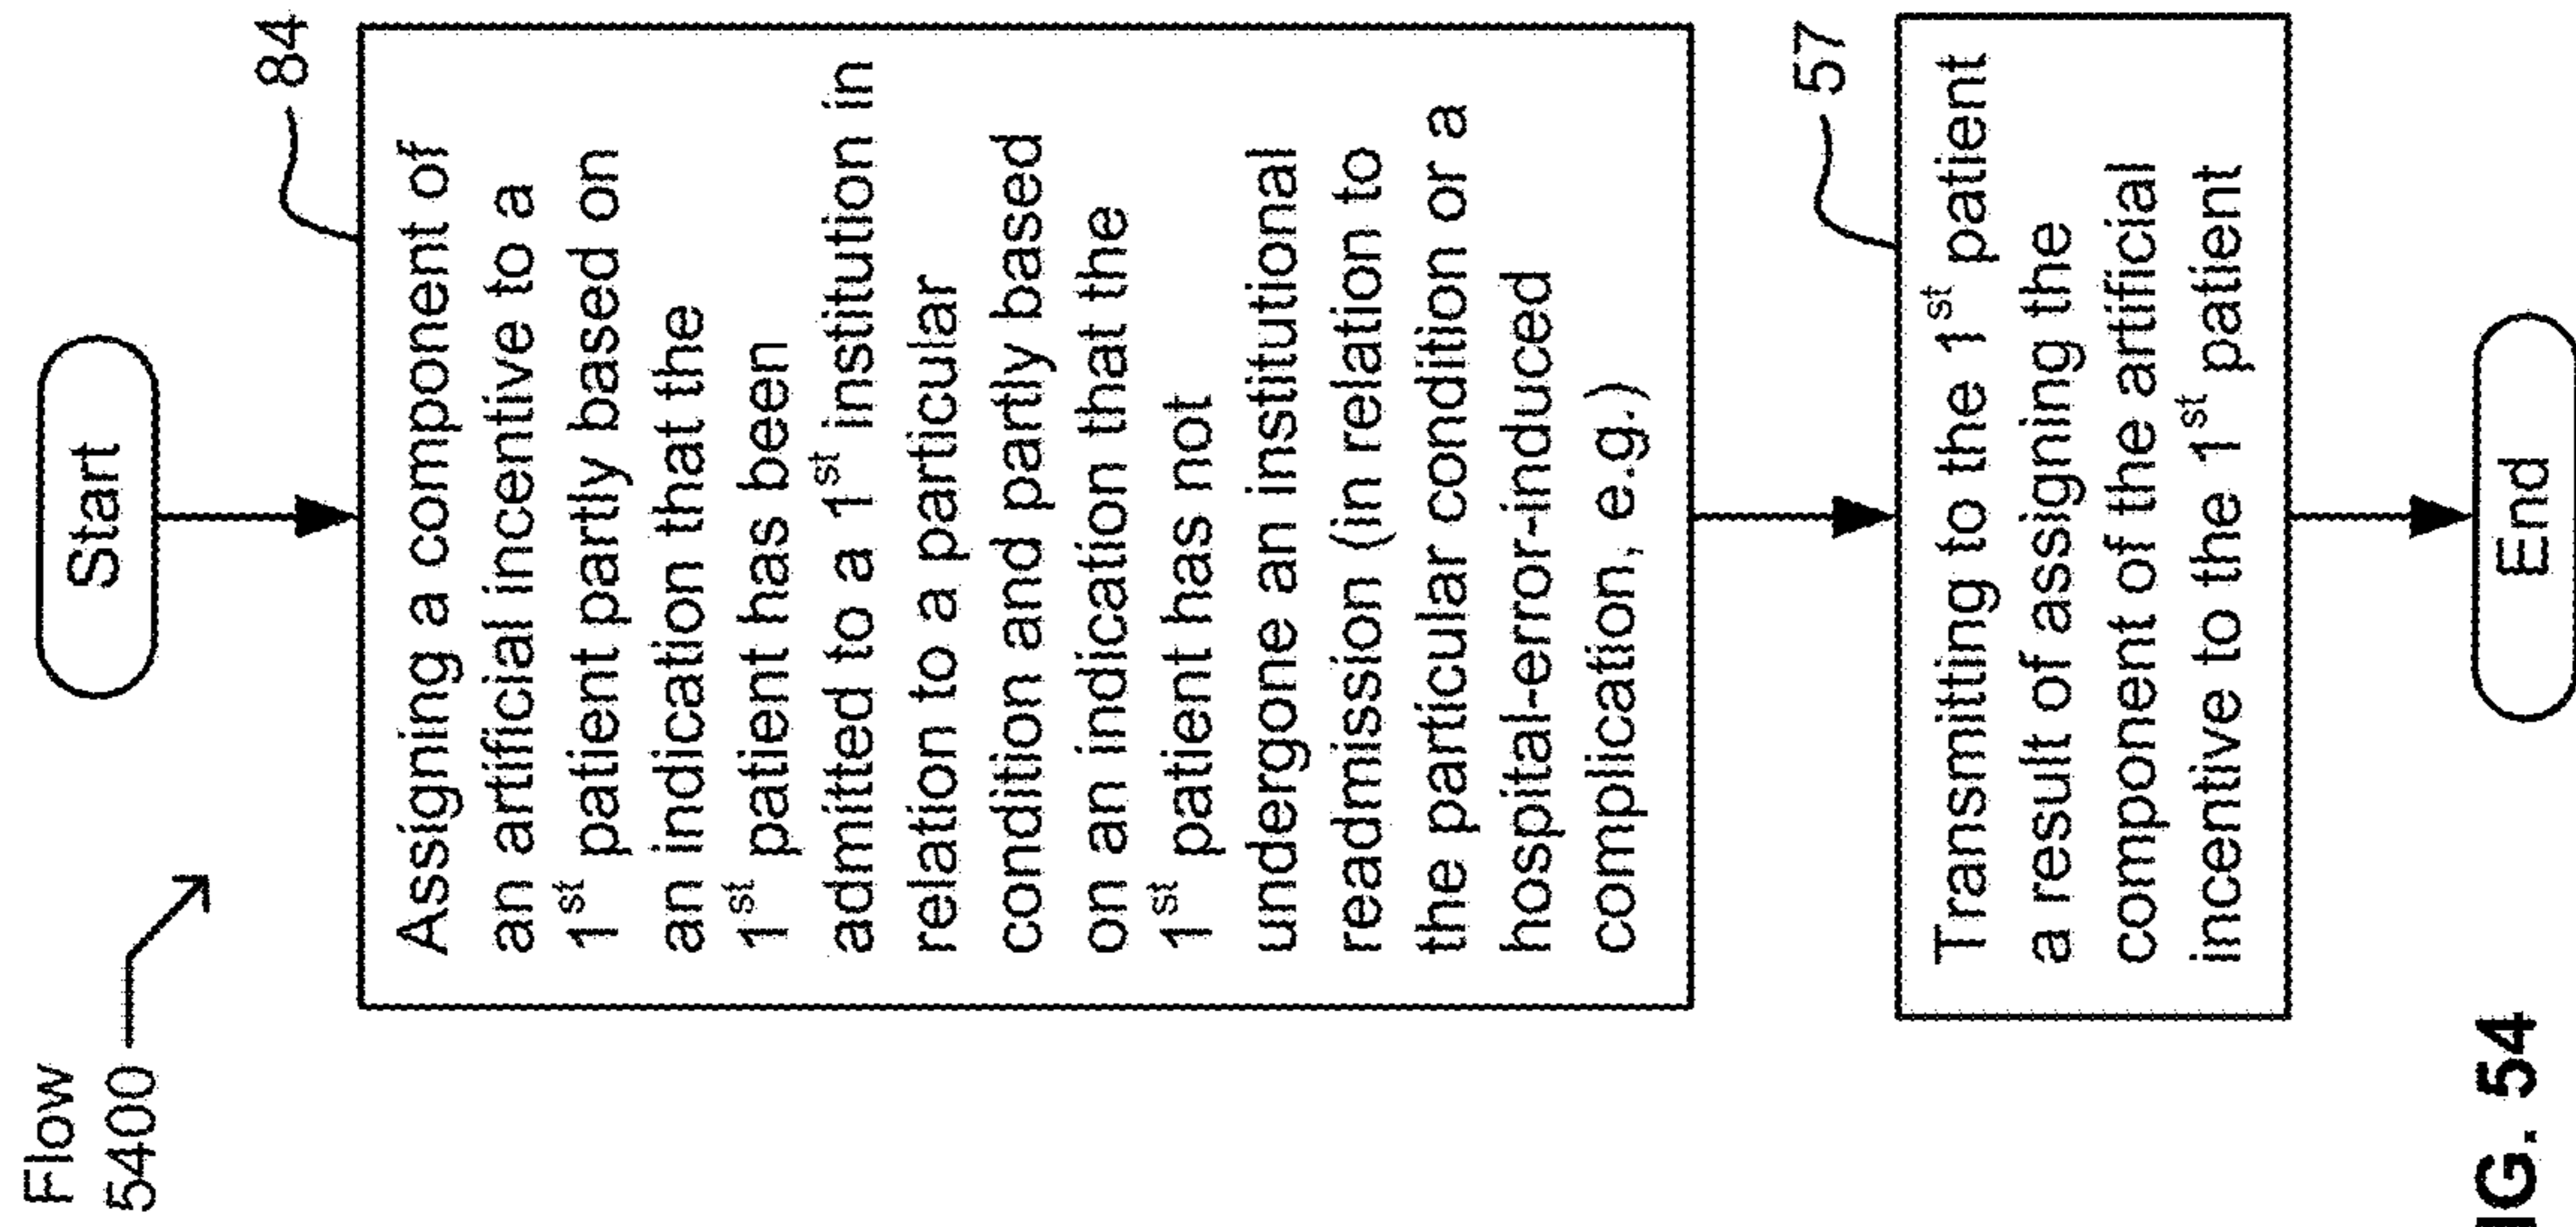 Flow
5400
Start
84
Assigning a component of
an artificial incentive to a
1st patient partly based on
an indication that the
1st patient has been
admitted to a 1st institution in
relation to a particular
condition and partly based
on an indication that the
1st patient has not
undergone an institutional
readmission (in relation to
the particular condition or a
hospital-error-induced
complication, e.g.)
57
Transmitting to the 1st patient
a result of assigning the
component of the artificial
incentive to the 1st patient
End
IG. 54